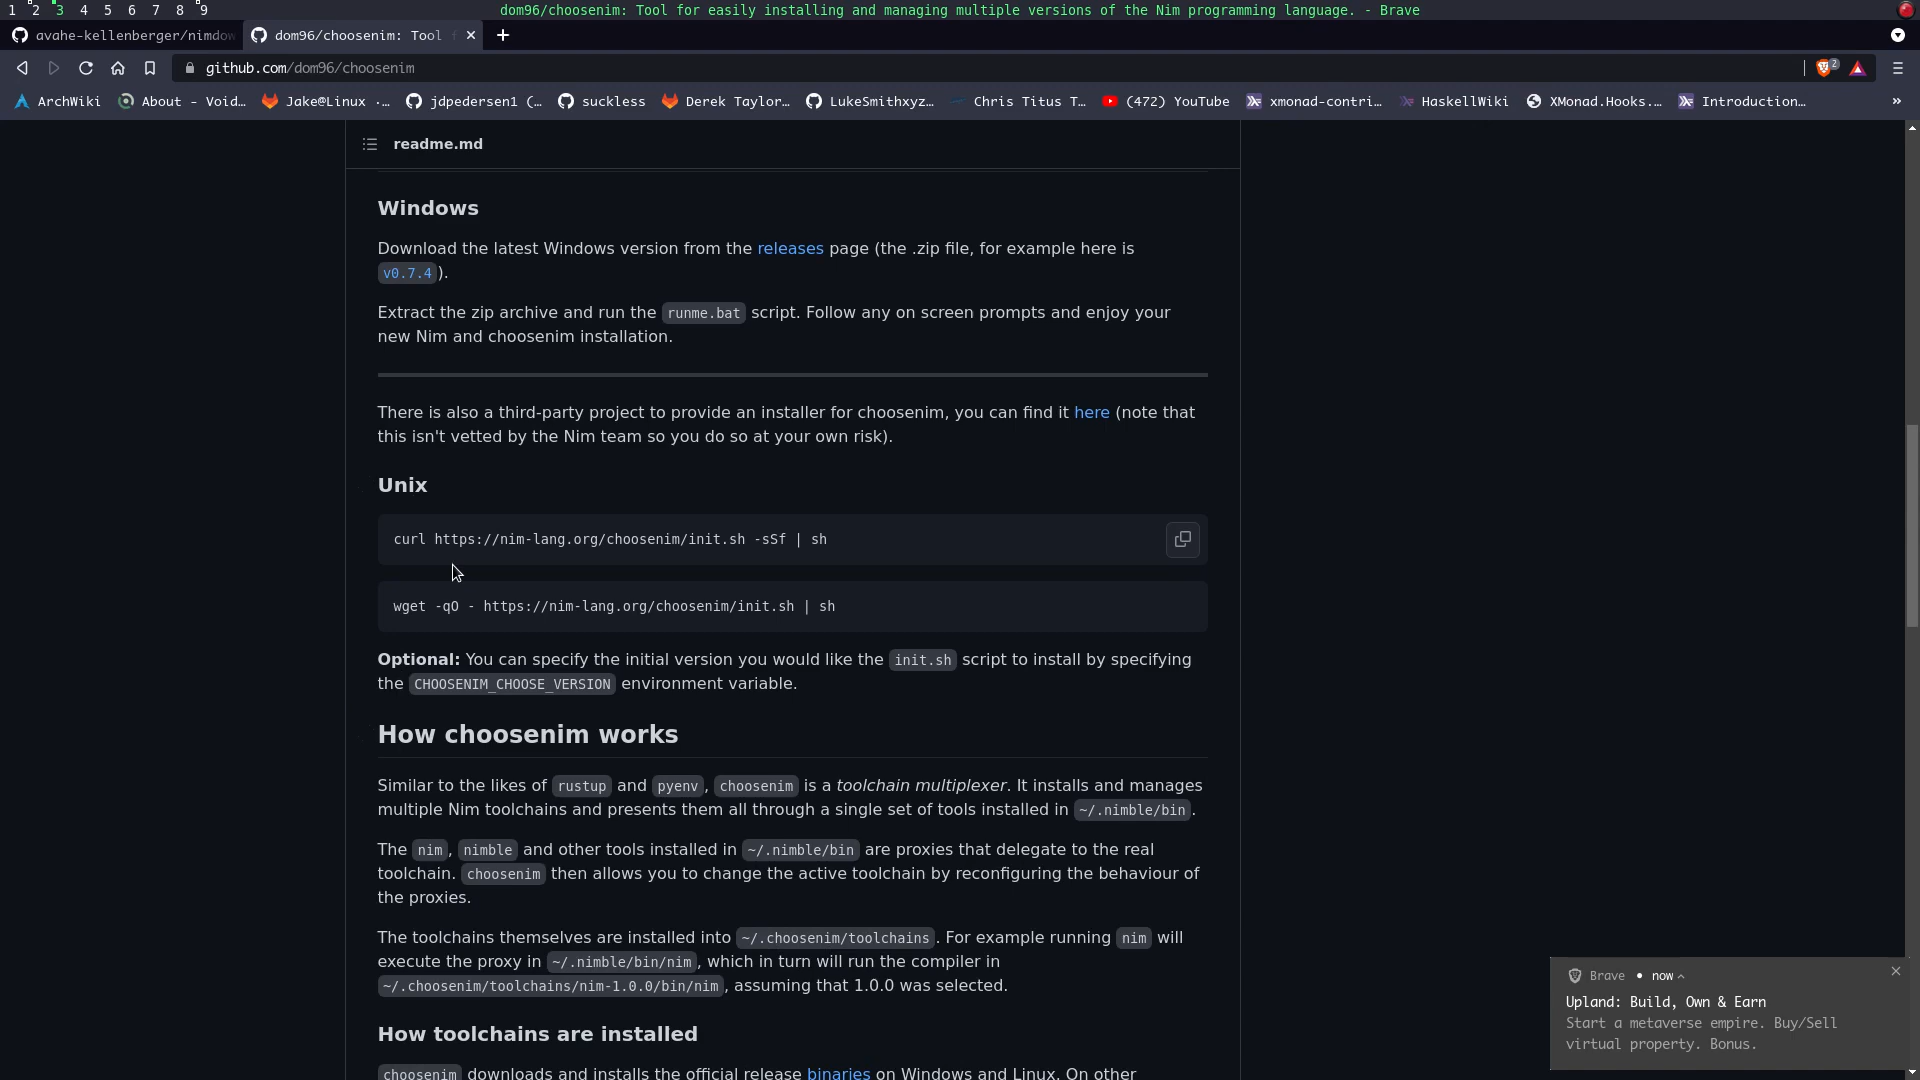 1 2 3 4 5 6 7 8 9
dom96/choosenim: Tool for easily installing and managing multiple versions of the Nim programming language. - Brave
avahe-kellenberger/nimdow
dom96/choosenim: Tool f
github.com/dom96/choosenim
2
ArchWiki
About - Void…
Jake@Linux ·…
jdpedersen1 (…
suckless
Derek Taylor…
LukeSmithxyz…
Chris Titus T…
(472) YouTube
xmonad-contri…
HaskellWiki
XMonad.Hooks.…
Introduction…
»
readme.md
Windows
Download the latest Windows version from the releases page (the .zip file, for example here is
v0.7.4 ).
Extract the zip archive and run the runme.bat script. Follow any on screen prompts and enjoy your
new Nim and choosenim installation.
There is also a third-party project to provide an installer for choosenim, you can find it here (note that
this isn't vetted by the Nim team so you do so at your own risk).
Unix
curl https://nim-lang.org/choosenim/init.sh -sSf | sh
wget -qO - https://nim-lang.org/choosenim/init.sh | sh
Optional: You can specify the initial version you would like the init.sh script to install by specifying
the CHOOSENIM_CHOOSE_VERSION environment variable.
How choosenim works
Similar to the likes of rustup and pyenv, choosenim is a toolchain multiplexer. It installs and manages
multiple Nim toolchains and presents them all through a single set of tools installed in ~/.nimble/bin.
The nim, nimble and other tools installed in ~/.nimble/bin are proxies that delegate to the real
toolchain. choosenim then allows you to change the active toolchain by reconfiguring the behaviour of
the proxies.
The toolchains themselves are installed into ~/.choosenim/toolchains. For example running nim will
execute the proxy in ~/.nimble/bin/nim, which in turn will run the compiler in
~/.choosenim/toolchains/nim-1.0.0/bin/nim, assuming that 1.0.0 was selected.
How toolchains are installed
choosenim downloads and installs the official release binaries on Windows and Linux. On other
Brave • now
Upland: Build, Own & Earn
Start a metaverse empire. Buy/Sell
virtual property. Bonus.